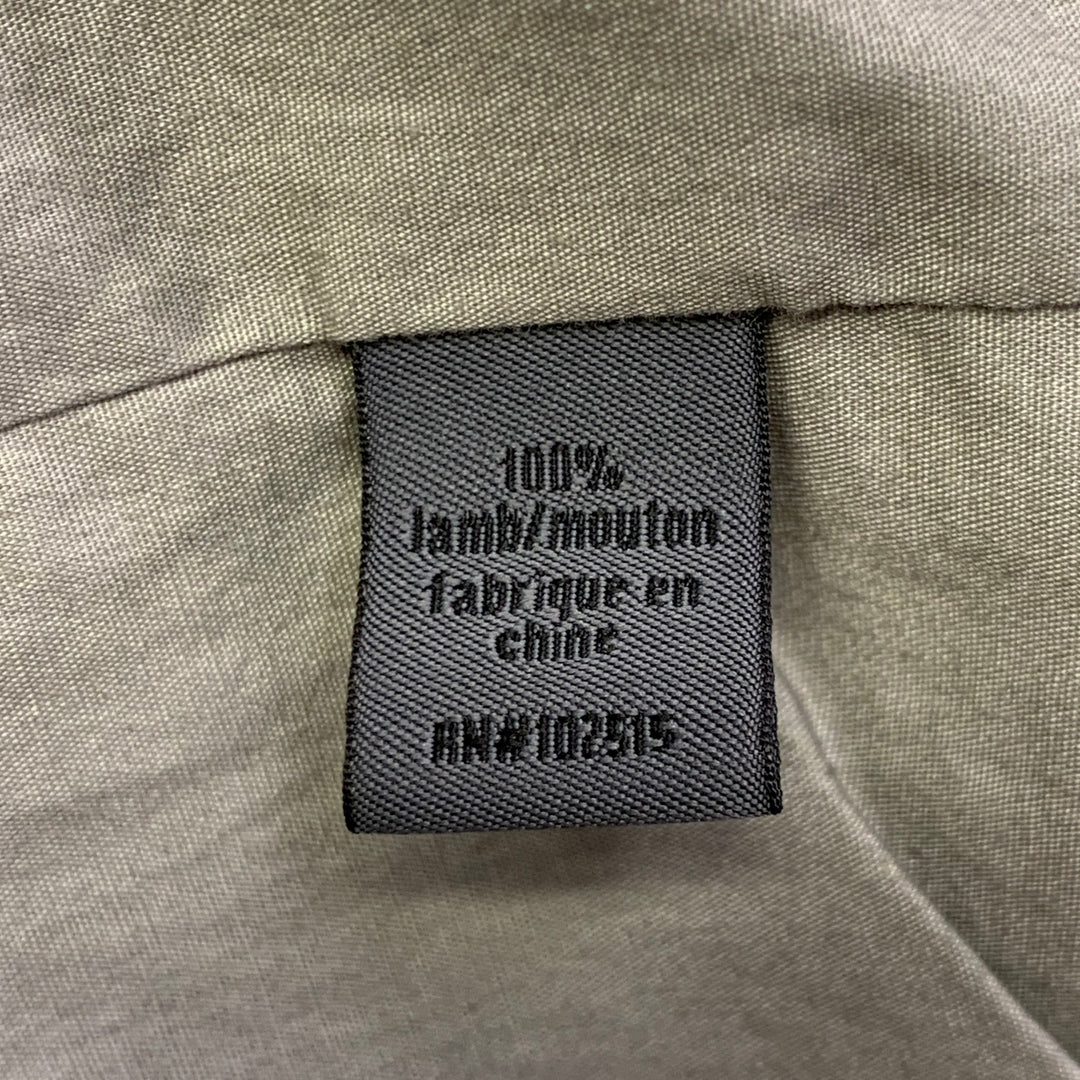 100%
lamb/mouton
fabrique en
chine
RN#102515